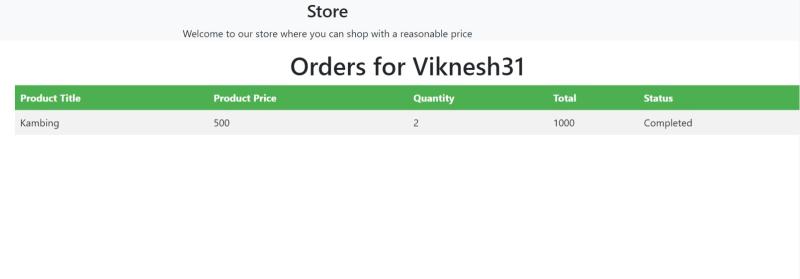 Store
Welcome to our store where you can shop with a reasonable price
Orders for Viknesh31
Product Title Product Price Quantity Total Status
Kambing 500 2 1000 Completed